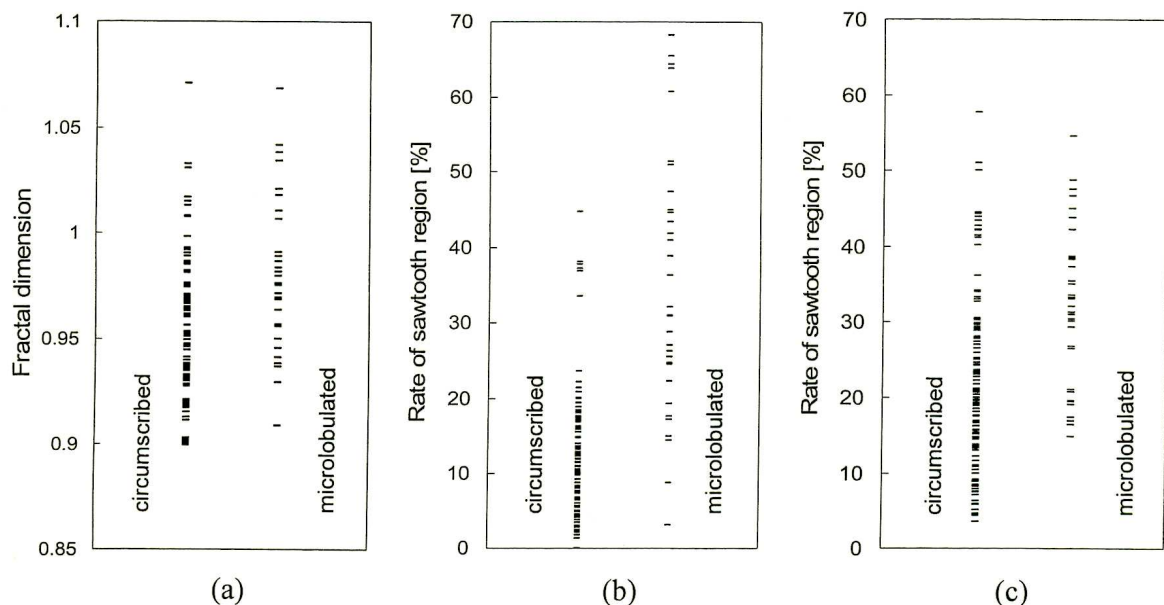 1.1
1.05
1
0.95
0.9
0.85
Fractal dimension
circumscribed
microlobulated
(a)
70
60
50
40
30
20
10
0
Rate of sawtooth region [%]
circumscribed
microlobulated
(b)
70
60
50
40
30
20
10
0
Rate of sawtooth region [%]
circumscribed
microlobulated
(c)